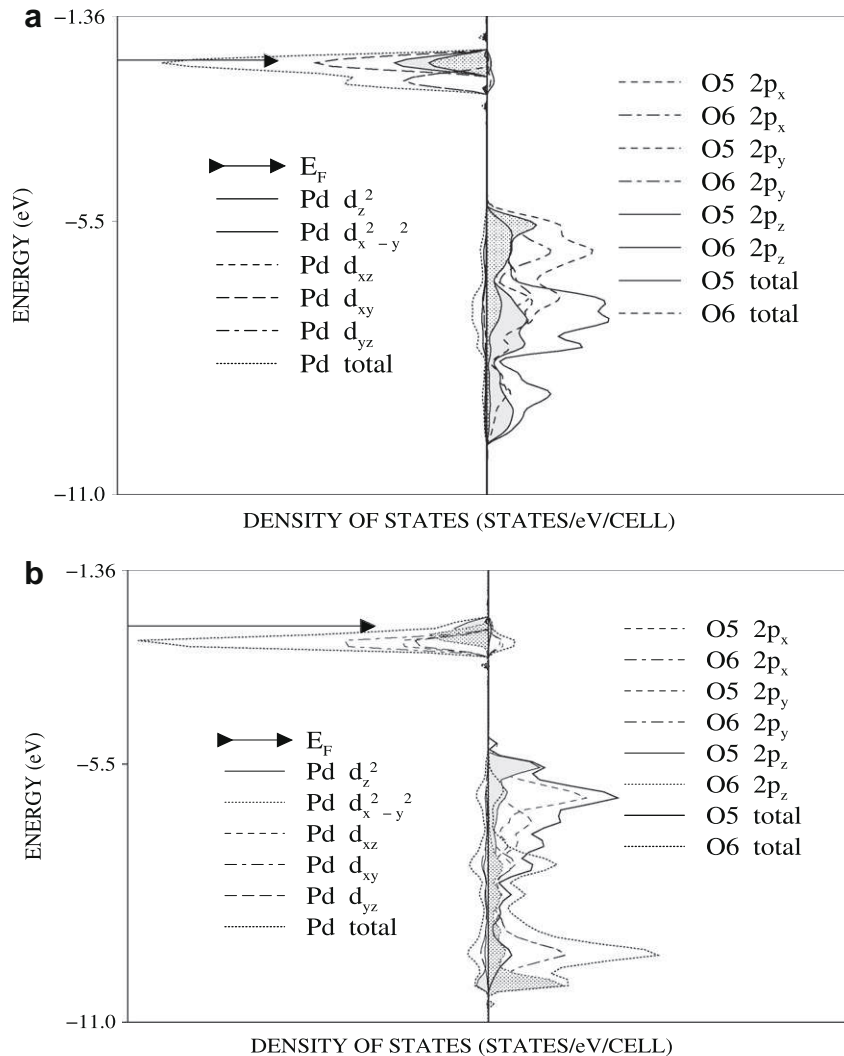 a
−1.36
−5.5
−11.0
ENERGY (eV)
E_F
Pd d_z^2
Pd d_x^2 − y^2
Pd d_xz
Pd d_xy
Pd d_yz
Pd total
O5 2p_x
O6 2p_x
O5 2p_y
O6 2p_y
O5 2p_z
O6 2p_z
O5 total
O6 total
DENSITY OF STATES (STATES/eV/CELL)
b
−1.36
−5.5
−11.0
ENERGY (eV)
E_F
Pd d_z^2
Pd d_x^2 − y^2
Pd d_xz
Pd d_xy
Pd d_yz
Pd total
O5 2p_x
O6 2p_x
O5 2p_y
O6 2p_y
O5 2p_z
O6 2p_z
O5 total
O6 total
DENSITY OF STATES (STATES/eV/CELL)